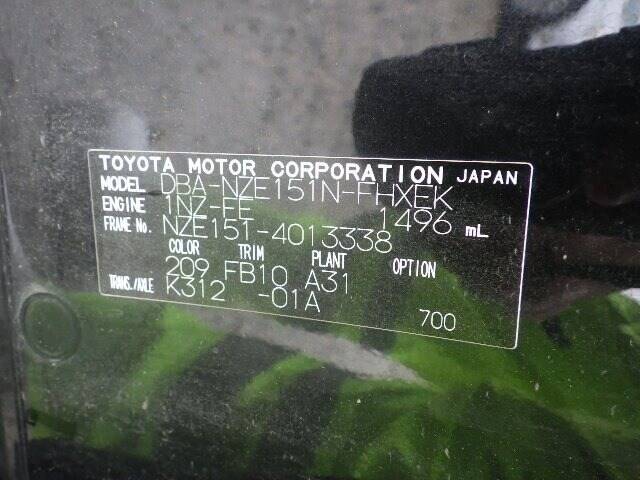 TOYOTA MOTOR CORPORATION JAPAN
MODEL DBA-NZE151N-FHXEK
ENGINE 1NZ-FE 1496 mL
FRAME No. NZE151-4013338
COLOR TRIM PLANT OPTION
209 FB10 A31
TRANS./AXLE K312 -01A
700